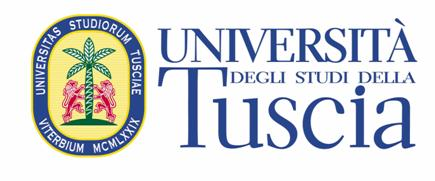 UNIVERSITAS STUDIORUM TUSCIAE
VITERBIUM MCMLXXIX
UNIVERSITÀ
DEGLI STUDI DELLA
Tuscia